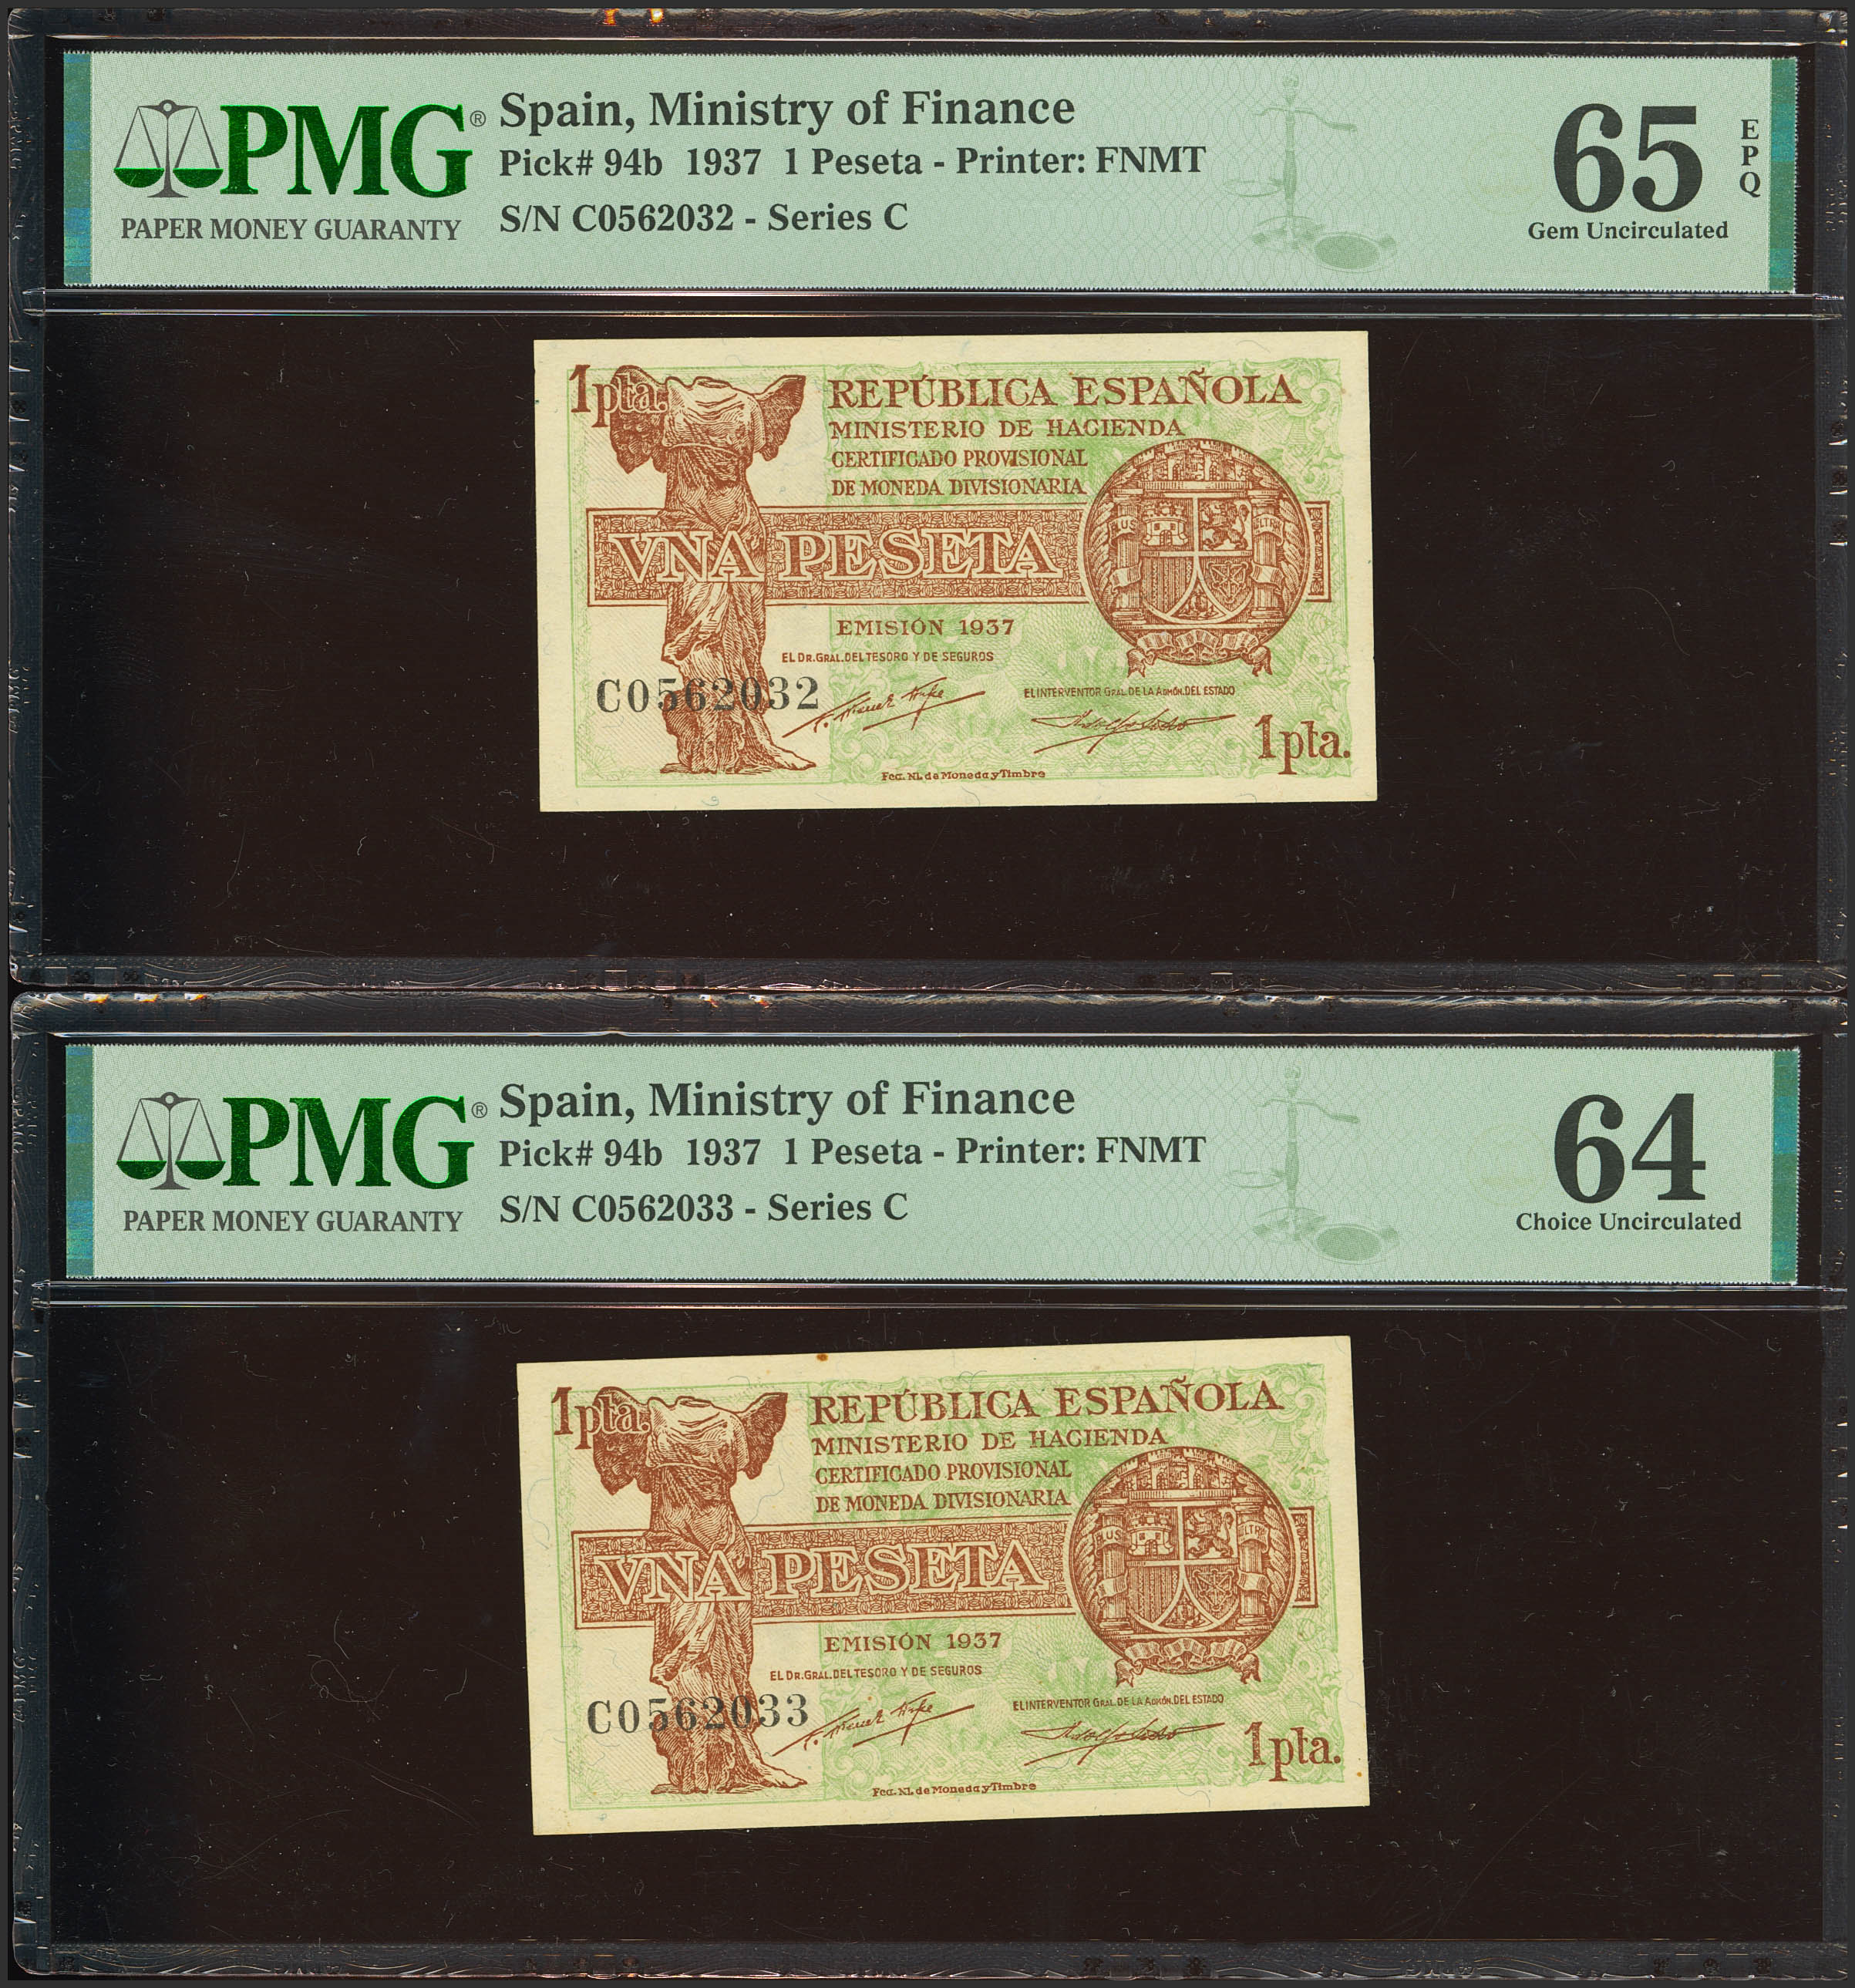 PMG® Spain, Ministry of Finance
Pick# 94b 1937 1 Peseta - Printer: FNMT
S/N C0562032 - Series C
PAPER MONEY GUARANTY
65 EPQ
Gem Uncirculated
1pta.
REPÚBLICA ESPAÑOLA
MINISTERIO DE HACIENDA
CERTIFICADO PROVISIONAL
DE MONEDA DIVISIONARIA
VNA PESETA
EMISIÓN 1937
EL DR. GRAL. DEL TESORO Y DE SEGUROS
C0562032
EL INTERVENTOR GRAL. DE LA ADMÓN. DEL ESTADO
1pta.
Fca. Nl. de Moneda y Timbre
PMG® Spain, Ministry of Finance
Pick# 94b 1937 1 Peseta - Printer: FNMT
S/N C0562033 - Series C
PAPER MONEY GUARANTY
64
Choice Uncirculated
1pta.
REPÚBLICA ESPAÑOLA
MINISTERIO DE HACIENDA
CERTIFICADO PROVISIONAL
DE MONEDA DIVISIONARIA
VNA PESETA
EMISIÓN 1937
EL DR. GRAL. DEL TESORO Y DE SEGUROS
C0562033
EL INTERVENTOR GRAL. DE LA ADMÓN. DEL ESTADO
1pta.
Fca. Nl. de Moneda y Timbre